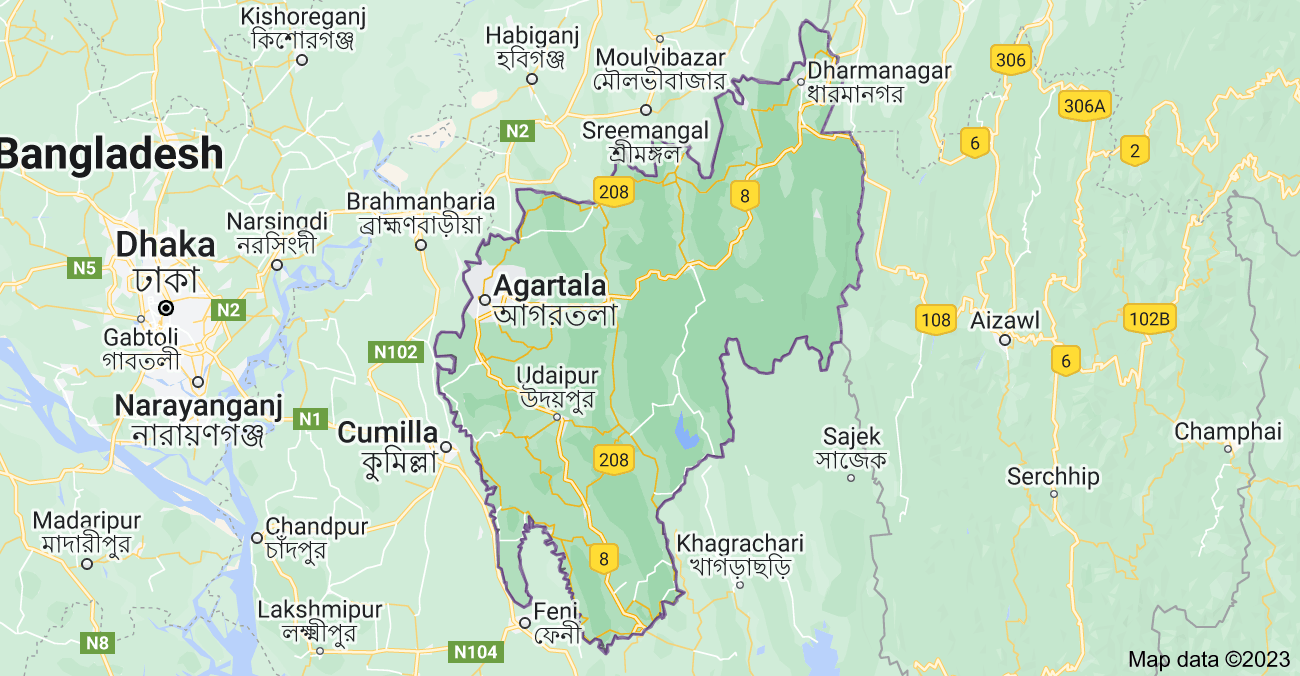 Kishoreganj
কিশোরগঞ্জ
Habiganj
হবিগঞ্জ
Moulvibazar
মৌলভীবাজার
Dharmanagar
ধারমানগর
306
306A
N2
Sreemangal
শ্রীমঙ্গল
6
2
Bangladesh
208
8
Brahmanbaria
ব্রাহ্মণবাড়ীয়া
Narsingdi
নরসিংদী
Dhaka
ঢাকা
N5
N2
Agartala
আগরতলা
Gabtoli
গাবতলী
108
Aizawl
102B
N102
6
Udaipur
উদয়পুর
Narayanganj
নারায়ণগঞ্জ
N1
Cumilla
কুমিল্লা
208
Sajek
সাজেক
Champhai
Serchhip
Madaripur
মাদারীপুর
Chandpur
চাঁদপুর
8
Khagrachari
খাগড়াছড়ি
Lakshmipur
লক্ষ্মীপুর
Feni
ফেনী
N8
N104
Map data ©2023